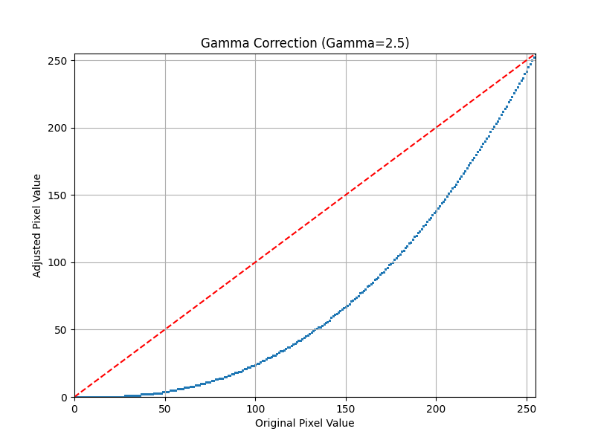 Gamma Correction (Gamma=2.5)
250
200
150
100
50
0
Adjusted Pixel Value
0 50 100 150 200 250
Original Pixel Value